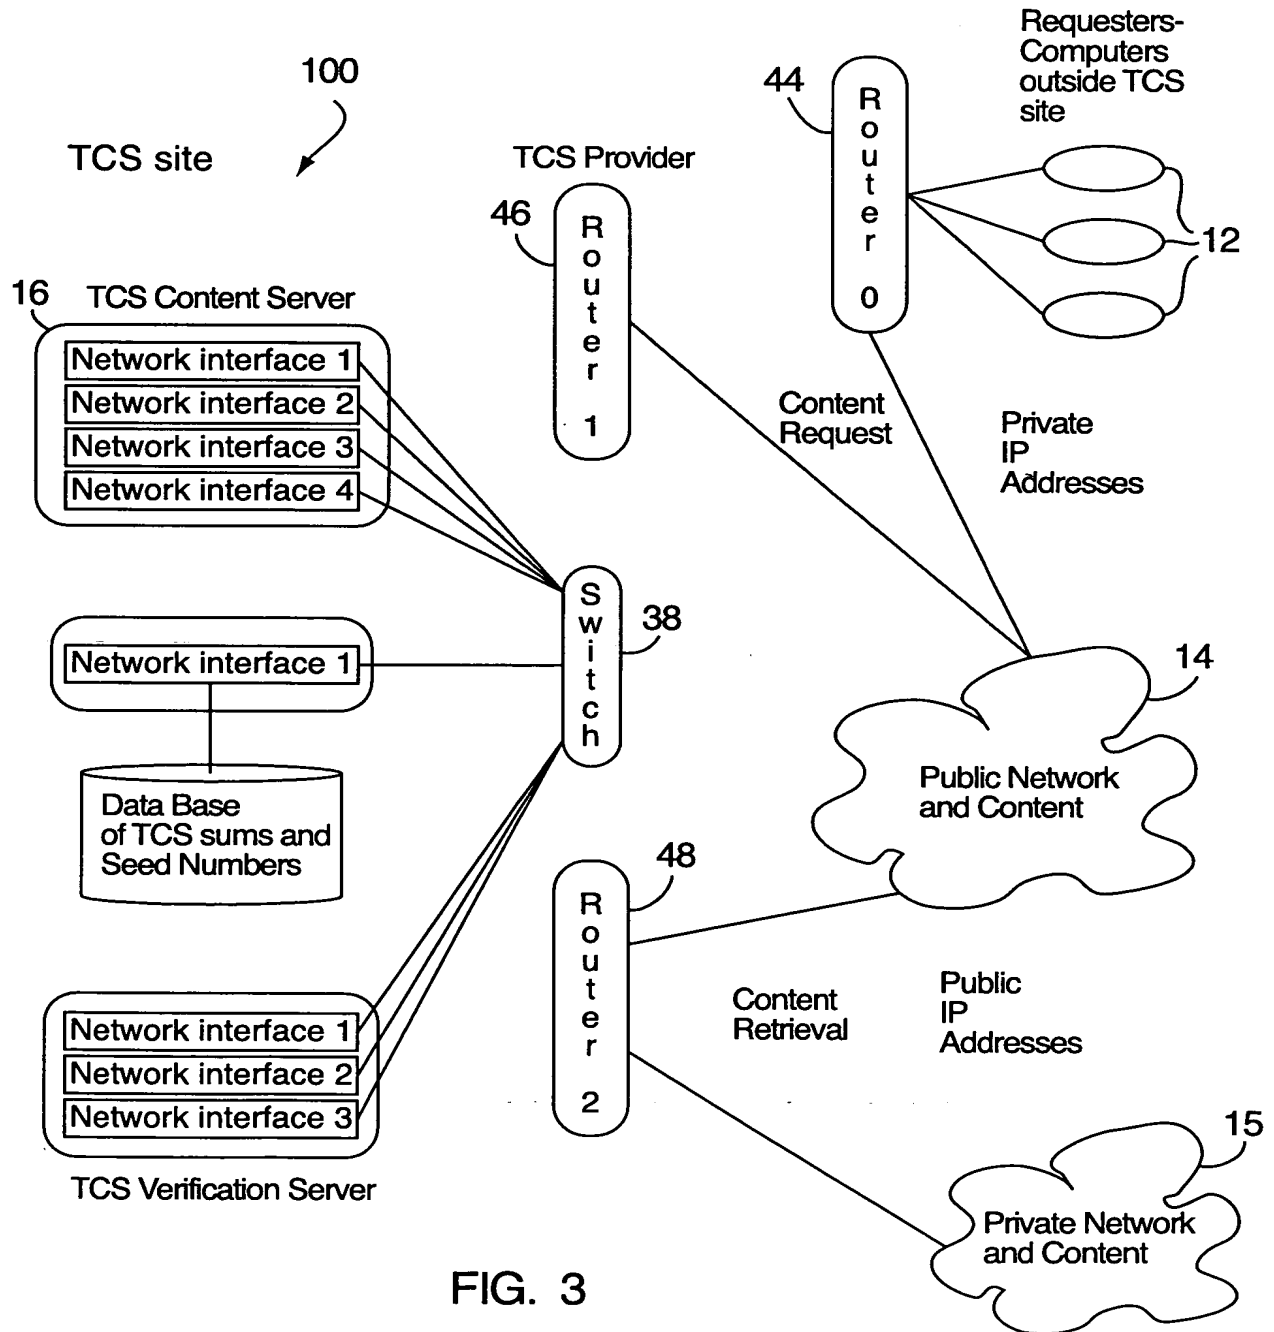 Requesters-
Computers
outside TCS
site
100
44
Router 0
TCS site
TCS Provider
46
Router 1
12
16
TCS Content Server
Network interface 1
Network interface 2
Network interface 3
Network interface 4
Content
Request
Private
IP
Addresses
Switch
38
Network interface 1
14
Public Network
and Content
Data Base
of TCS sums and
Seed Numbers
48
Router 2
Content
Retrieval
Public
IP
Addresses
Network interface 1
Network interface 2
Network interface 3
TCS Verification Server
15
Private Network
and Content
FIG. 3